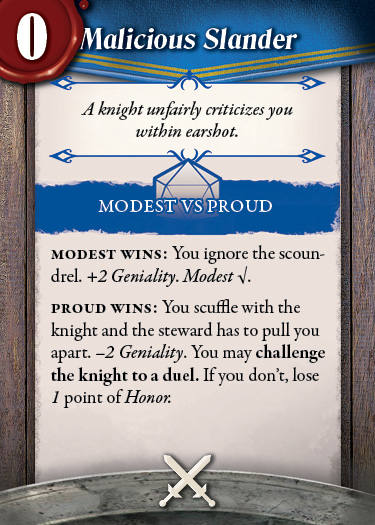 0
Malicious Slander
A knight unfairly criticizes you
within earshot.
MODEST VS PROUD
MODEST WINS: You ignore the scoun-
drel. +2 Geniality. Modest √.
PROUD WINS: You scuffle with the
knight and the steward has to pull you
apart. –2 Geniality. You may challenge
the knight to a duel. If you don't, lose
1 point of Honor.